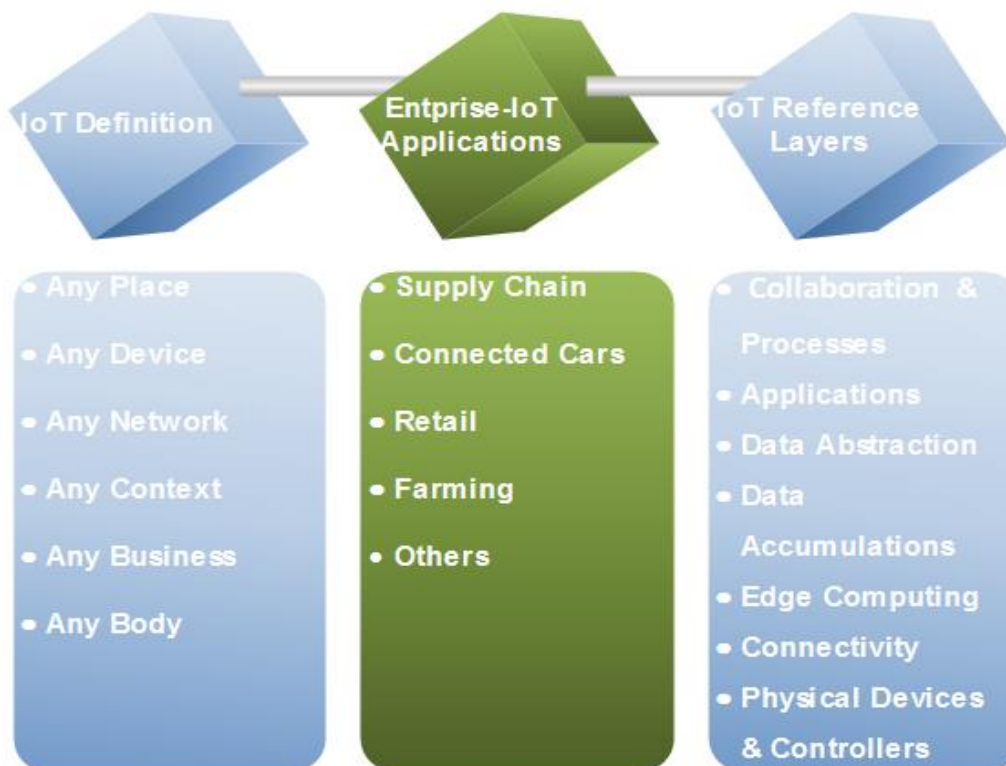 IoT Definition
Entprise-IoT
Applications
IoT Reference
Layers
• Any Place
• Any Device
• Any Network
• Any Context
• Any Business
• Any Body
• Supply Chain
• Connected Cars
• Retail
• Farming
• Others
• Collaboration &
Processes
• Applications
• Data Abstraction
• Data
Accumulations
• Edge Computing
• Connectivity
• Physical Devices
& Controllers